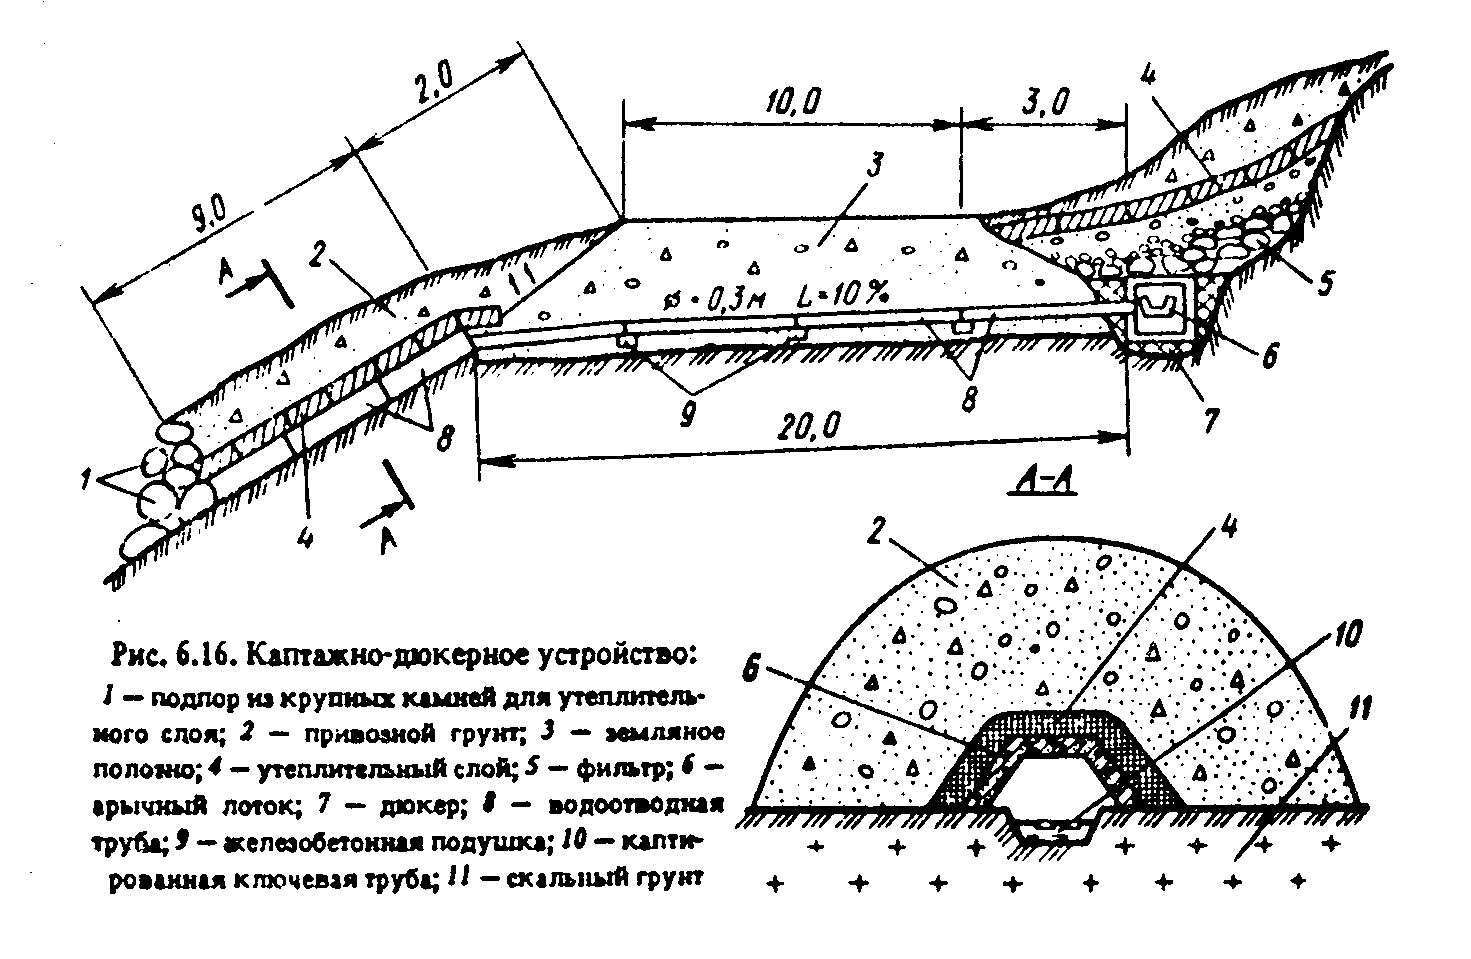 2,0
10,0
3,0
4
9,0
3
А
2
5
ø = 0,3 м L=10%
6
7
8
9
8
20,0
1
4
А
А–А
2
4
6
10
11
Рис. 6.16. Каптажно-дюкерное устройство:
1 — подпор из крупных камней для утеплитель-
ного слоя; 2 — привозной грунт; 3 — земляное
полотно; 4 — утеплительный слой; 5 — фильтр; 6 —
арычный лоток; 7 — дюкер; 8 — водоотводная
труба; 9 — железобетонная подушка; 10 — капти-
рованная ключевая труба; 11 — скальный грунт